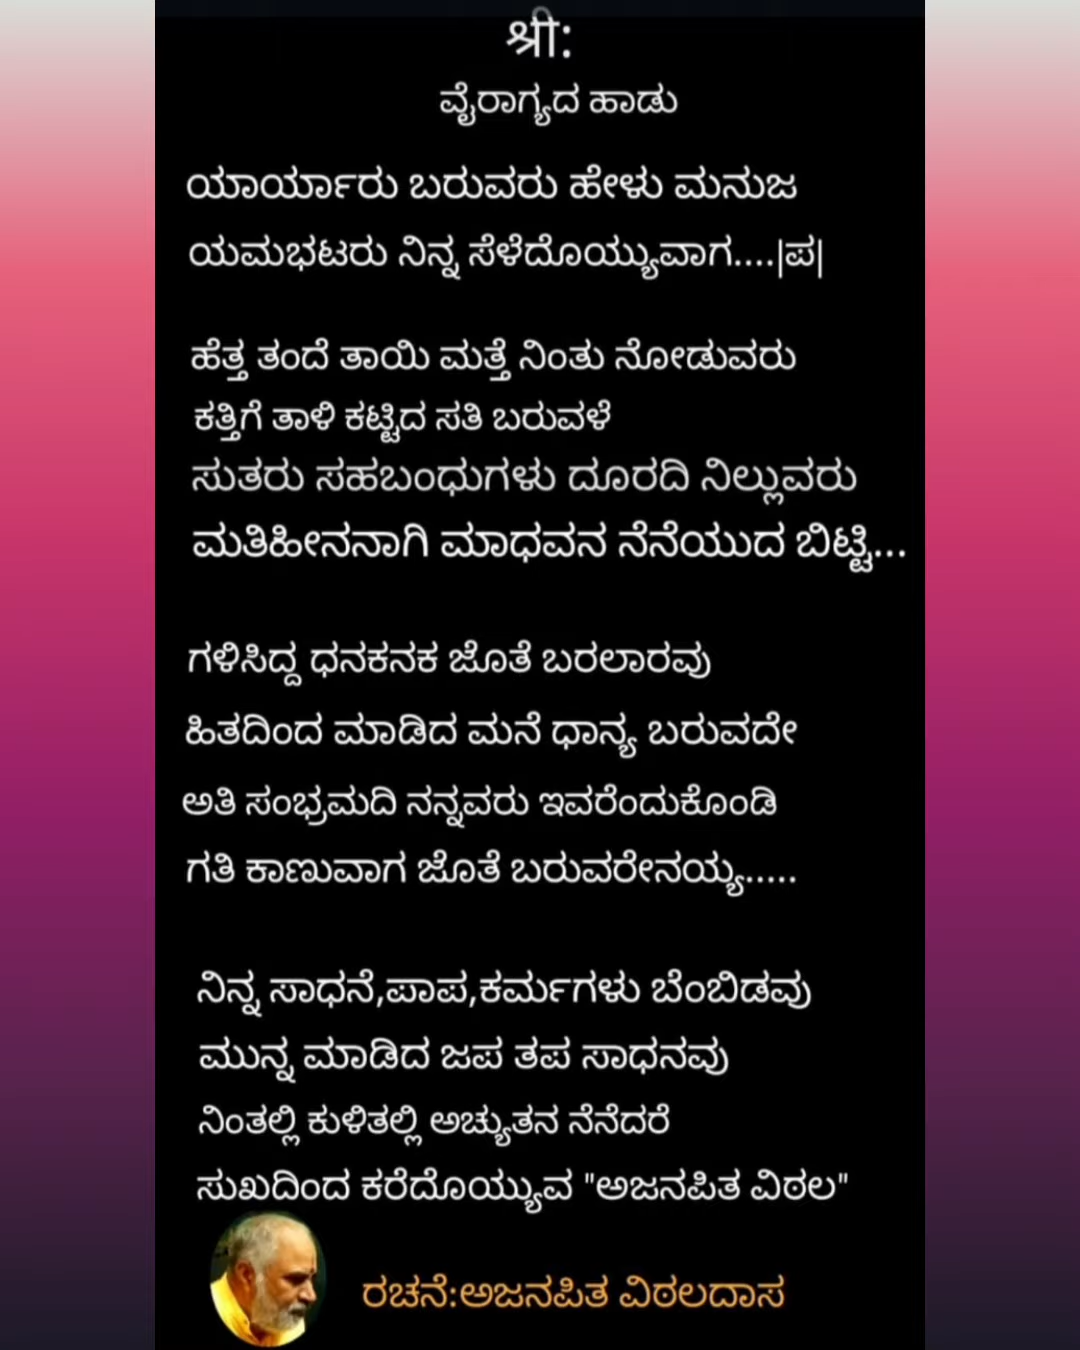 श्री:
ವೈರಾಗ್ಯದ ಹಾಡು
ಯಾರ್ಯಾರು ಬರುವರು ಹೇಳು ಮನುಜ
ಯಮಭಟರು ನಿನ್ನ ಸೆಳೆದೊಯ್ಯುವಾಗ....|ಪ|
ಹೆತ್ತ ತಂದೆ ತಾಯಿ ಮತ್ತೆ ನಿಂತು ನೋಡುವರು
ಕತ್ತಿಗೆ ತಾಳಿ ಕಟ್ಟಿದ ಸತಿ ಬರುವಳೆ
ಸುತರು ಸಹಬಂಧುಗಳು ದೂರದಿ ನಿಲ್ಲುವರು
ಮತಿಹೀನನಾಗಿ ಮಾಧವನ ನೆನೆಯುದ ಬಿಟ್ಟಿ...
ಗಳಿಸಿದ್ದ ಧನಕನಕ ಜೊತೆ ಬರಲಾರವು
ಹಿತದಿಂದ ಮಾಡಿದ ಮನೆ ಧಾನ್ಯ ಬರುವದೇ
ಅತಿ ಸಂಭ್ರಮದಿ ನನ್ನವರು ಇವರೆಂದುಕೊಂಡಿ
ಗತಿ ಕಾಣುವಾಗ ಜೊತೆ ಬರುವರೇನಯ್ಯ.....
ನಿನ್ನ ಸಾಧನೆ,ಪಾಪ,ಕರ್ಮಗಳು ಬೆಂಬಿಡವು
ಮುನ್ನ ಮಾಡಿದ ಜಪ ತಪ ಸಾಧನವು
ನಿಂತಲ್ಲಿ ಕುಳಿತಲ್ಲಿ ಅಚ್ಯುತನ ನೆನೆದರೆ
ಸುಖದಿಂದ ಕರೆದೊಯ್ಯುವ "ಅಜನಪಿತ ವಿಠಲ"
ರಚನೆ:ಅಜನಪಿತ ವಿಠಲದಾಸ